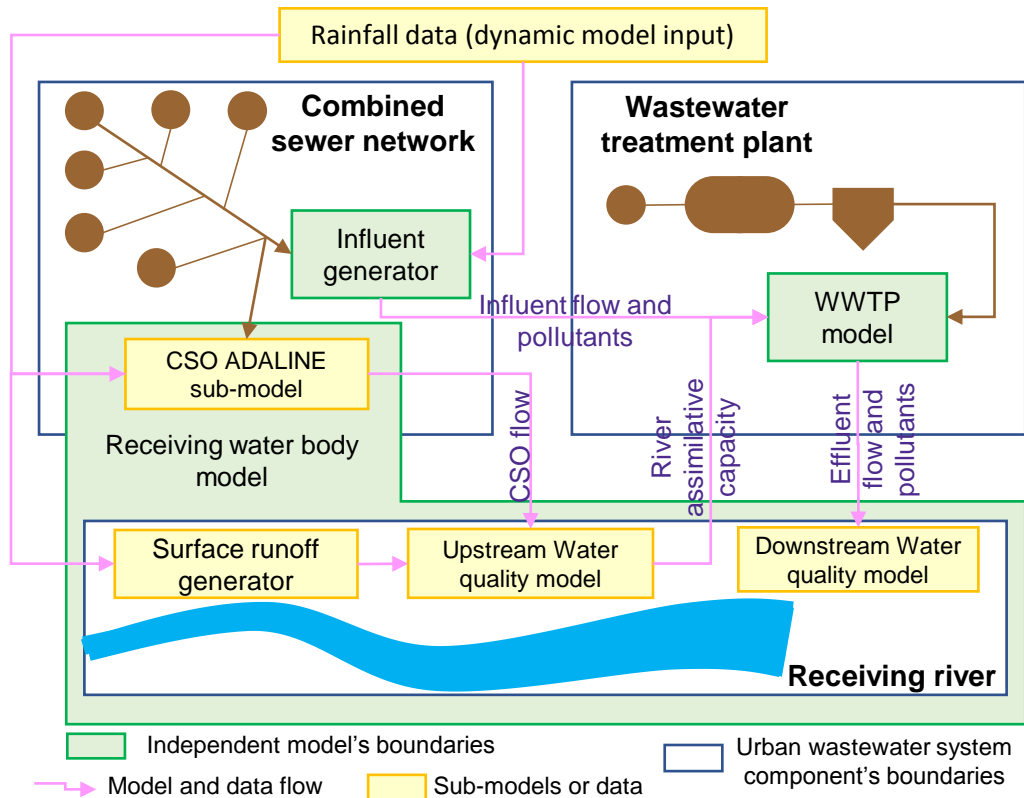 Rainfall data (dynamic model input)
Combined
sewer network
Wastewater
treatment plant
Influent
generator
Influent flow and
pollutants
WWTP
model
CSO ADALINE
sub-model
Receiving water body
model
CSO flow
River
assimilative
capacity
Effluent
flow and
pollutants
Surface runoff
generator
Upstream Water
quality model
Downstream Water
quality model
Receiving river
Independent model's boundaries
Urban wastewater system
component's boundaries
Model and data flow
Sub-models or data